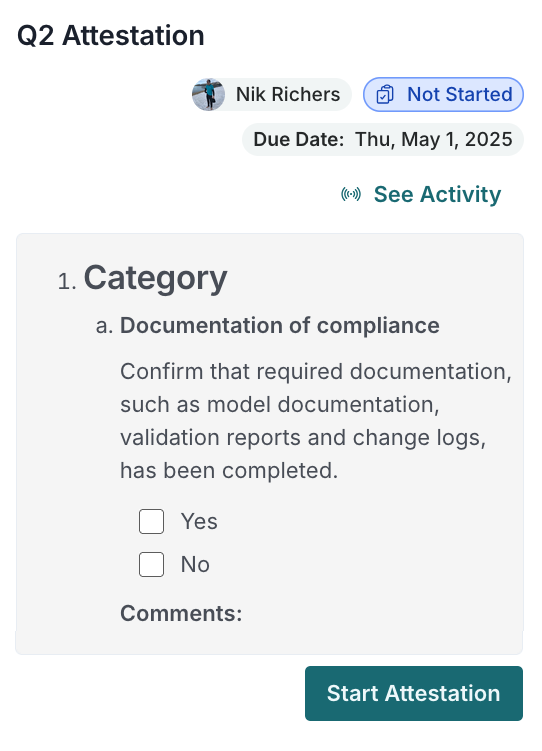 Q2 Attestation
Nik Richers
Not Started
Due Date: Thu, May 1, 2025
See Activity
1. Category
a. Documentation of compliance
Confirm that required documentation,
such as model documentation,
validation reports and change logs,
has been completed.
Yes
No
Comments:
Start Attestation